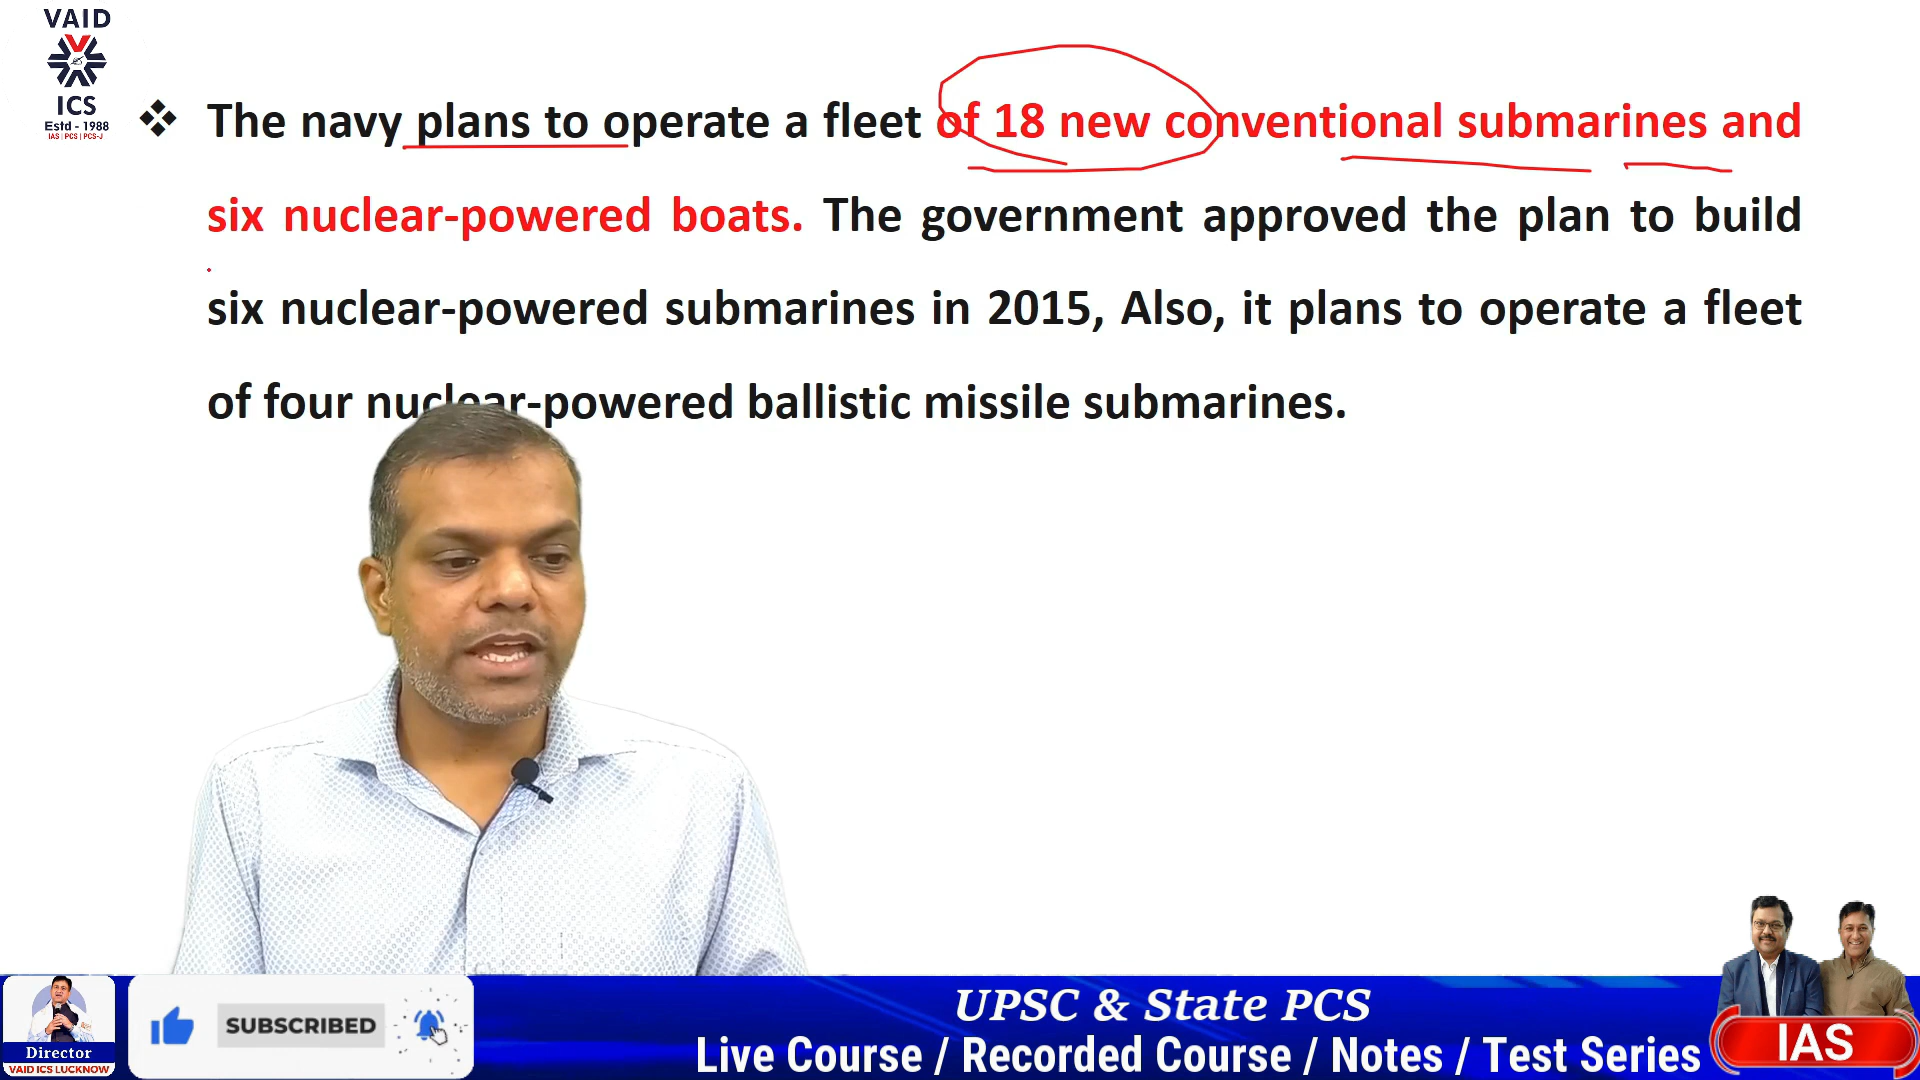 VAID
ICS
Estd - 1988
IAS | PCS | PCS-J
❖ The navy plans to operate a fleet of 18 new conventional submarines and
six nuclear-powered boats. The government approved the plan to build
six nuclear-powered submarines in 2015, Also, it plans to operate a fleet
of four nuclear-powered ballistic missile submarines.
Director
VAID ICS LUCKNOW
SUBSCRIBED
UPSC & State PCS
Live Course / Recorded Course / Notes / Test Series
IAS